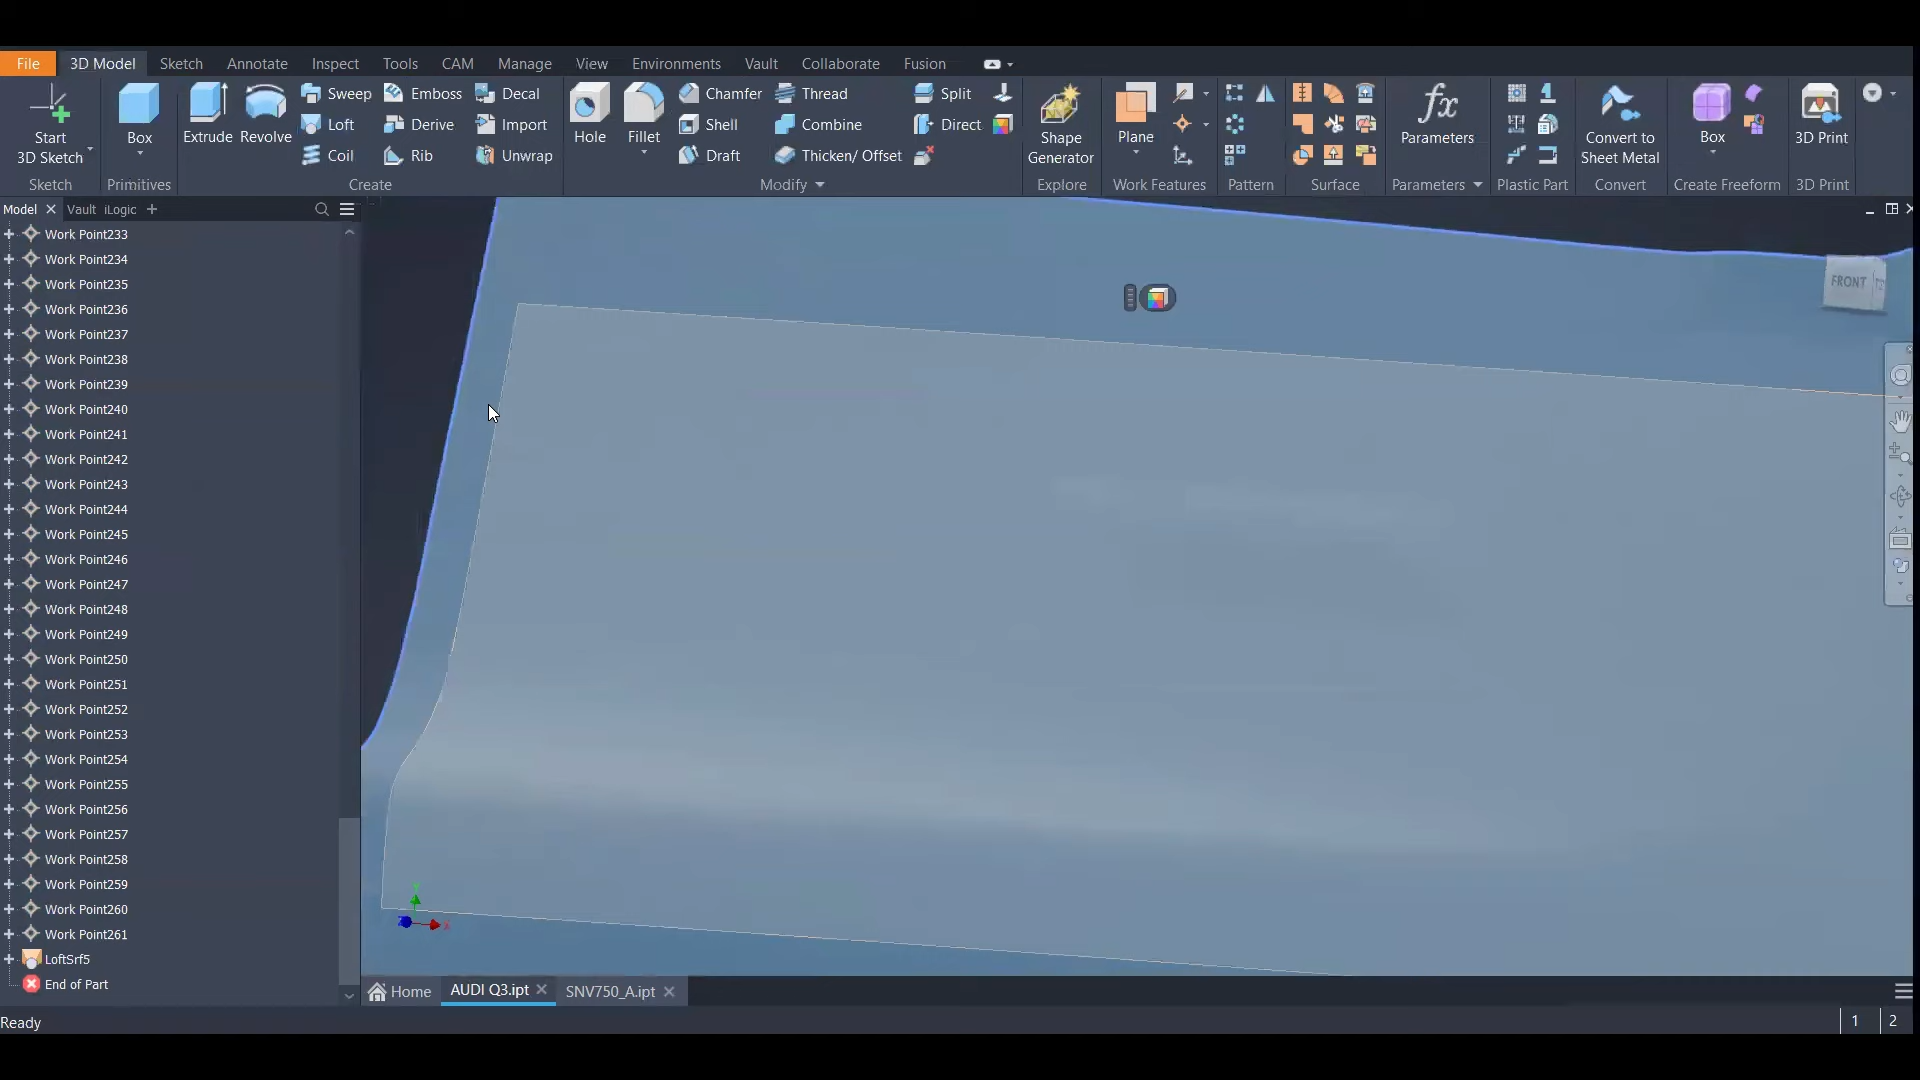 File 3D Model Sketch Annotate Inspect Tools CAM Manage View Environments Vault Collaborate Fusion
Start
3D Sketch
Box
Extrude
Revolve
Sweep
Loft
Coil
Emboss
Derive
Rib
Decal
Import
Unwrap
Hole
Fillet
Chamfer
Shell
Draft
Thread
Combine
Thicken/ Offset
Split
Direct
Shape
Generator
Plane
fx
Parameters
Convert to
Sheet Metal
Box
3D Print
Sketch Primitives Create Modify Explore Work Features Pattern Surface Parameters Plastic Part Convert Create Freeform 3D Print
Model Vault iLogic
Work Point233
Work Point234
Work Point235
Work Point236
Work Point237
Work Point238
Work Point239
Work Point240
Work Point241
Work Point242
Work Point243
Work Point244
Work Point245
Work Point246
Work Point247
Work Point248
Work Point249
Work Point250
Work Point251
Work Point252
Work Point253
Work Point254
Work Point255
Work Point256
Work Point257
Work Point258
Work Point259
Work Point260
Work Point261
LoftSrf5
End of Part
FRONT
Y
X
Home AUDI Q3.ipt SNV750_A.ipt
Ready
1 2